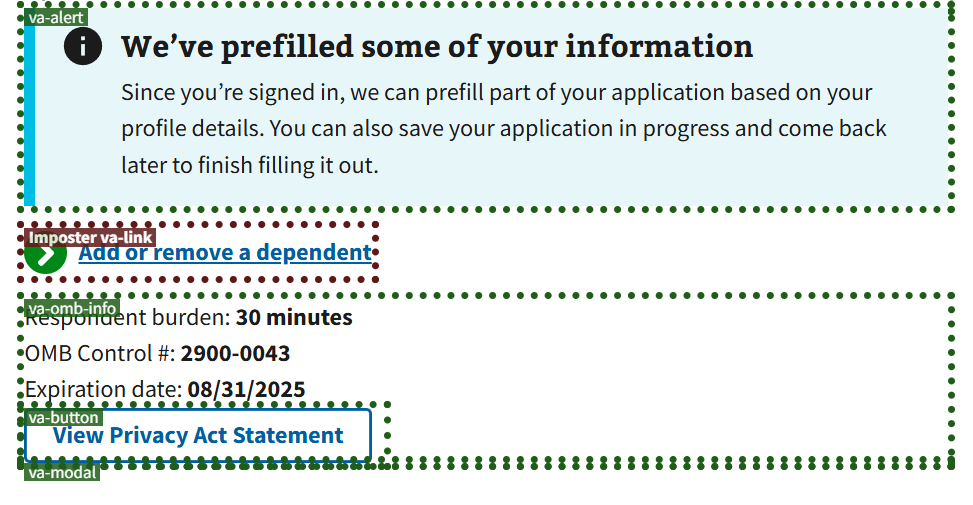 va-alert
We’ve prefilled some of your information
Since you’re signed in, we can prefill part of your application based on your
profile details. You can also save your application in progress and come back
later to finish filling it out.
Imposter va-link
Add or remove a dependent
va-omb-info
Respondent burden: 30 minutes
OMB Control #: 2900-0043
Expiration date: 08/31/2025
va-button
View Privacy Act Statement
va-modal